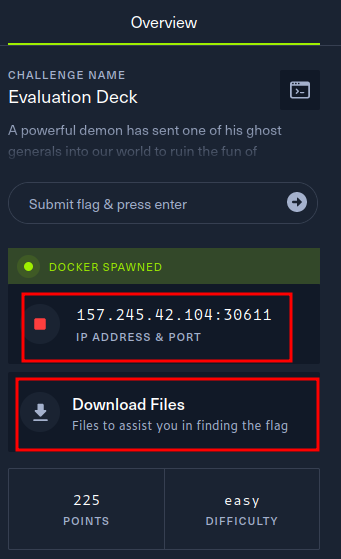 Overview
CHALLENGE NAME
Evaluation Deck
A powerful demon has sent one of his ghost
generals into our world to ruin the fun of
Submit flag & press enter
DOCKER SPAWNED
157.245.42.104:30611
IP ADDRESS & PORT
Download Files
Files to assist you in finding the flag
225
POINTS
easy
DIFFICULTY